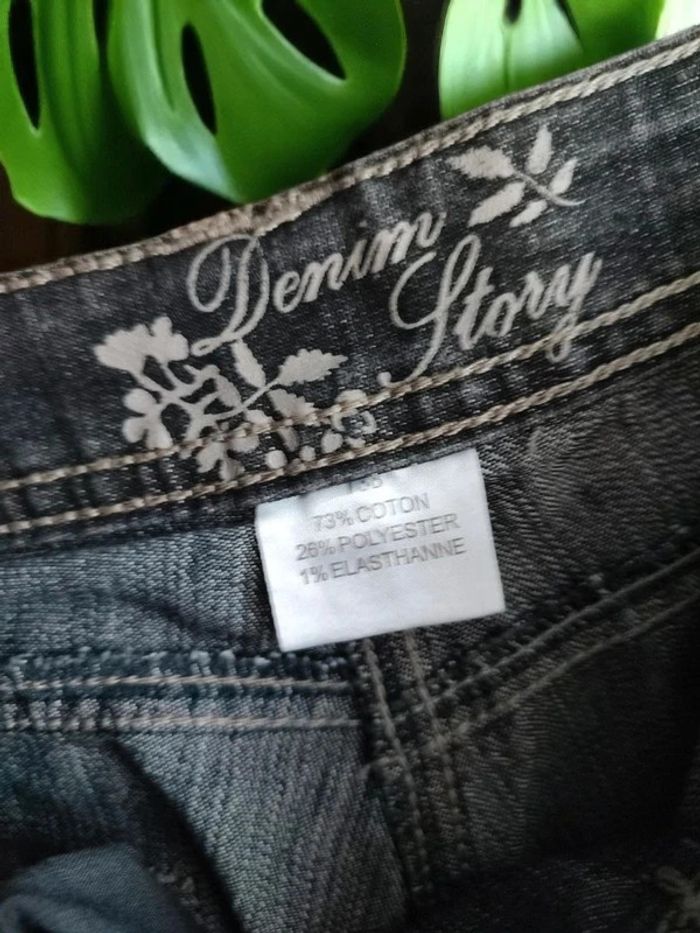 Denim
Story
73% COTON
26% POLYESTER
1% ELASTHANNE